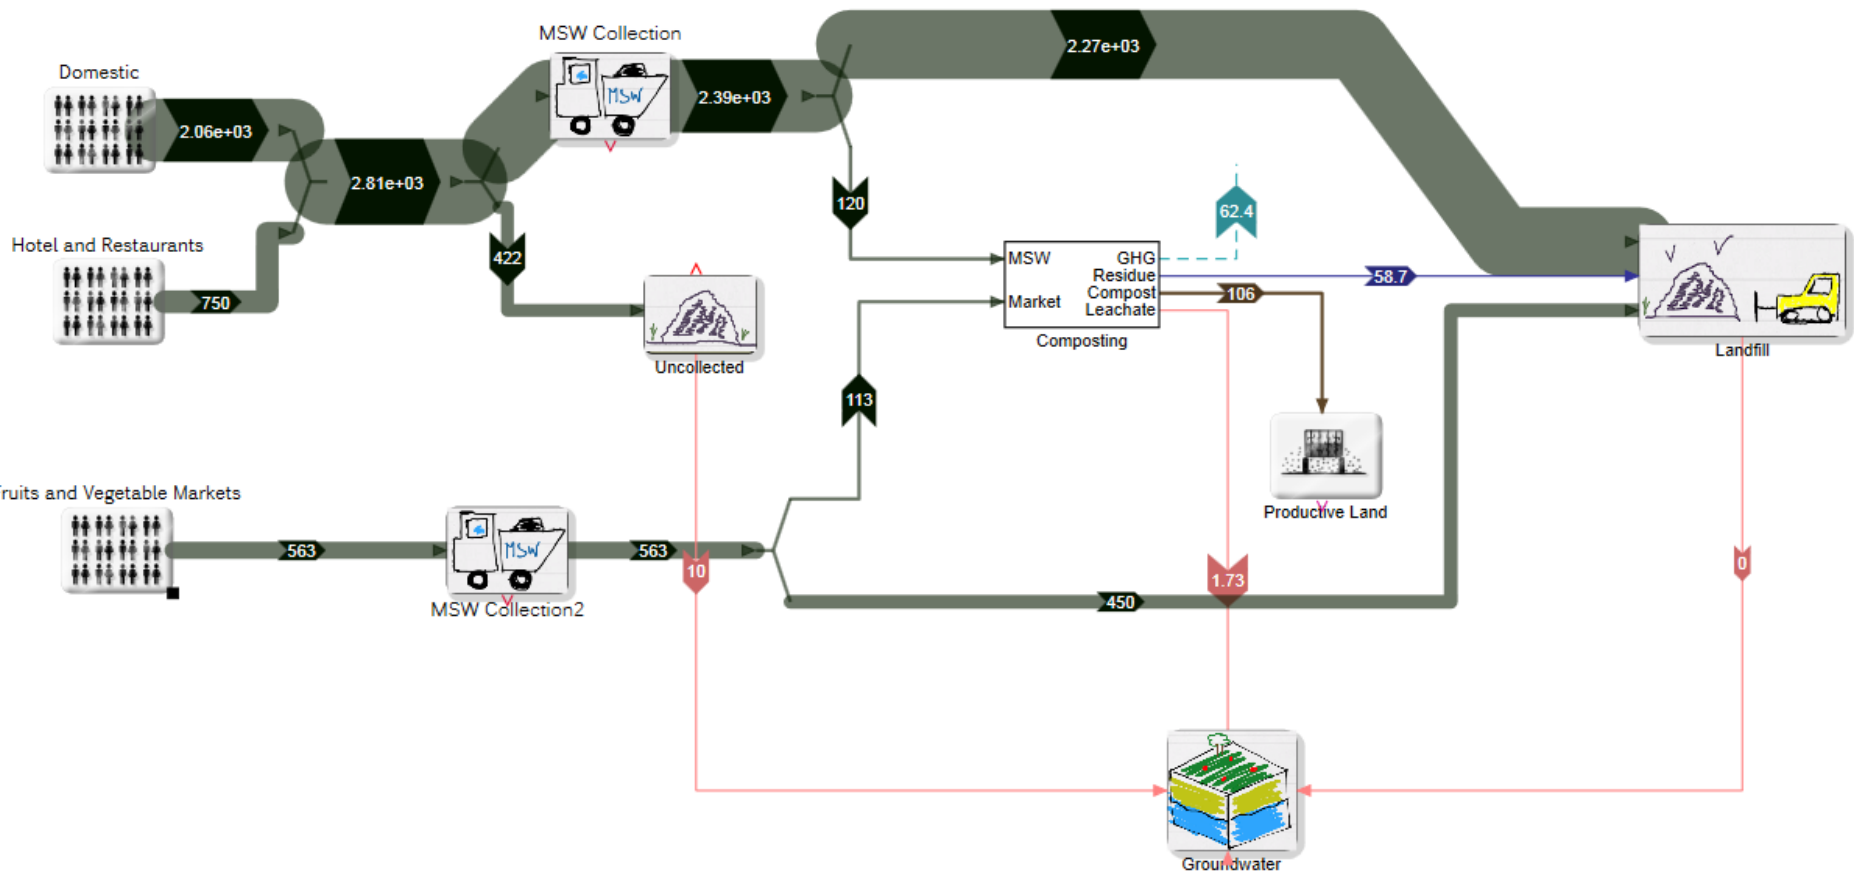 MSW Collection
2.27e+03
Domestic
MSW
2.39e+03
2.06e+03
2.81e+03
120
62.4
Hotel and Restaurants
422
MSW
GHG
Residue
58.7
750
Market
Compost
106
Leachate
Composting
Landfill
Uncollected
113
Productive Land
ruits and Vegetable Markets
563
MSW
563
10
1.73
0
MSW Collection2
450
Groundwater